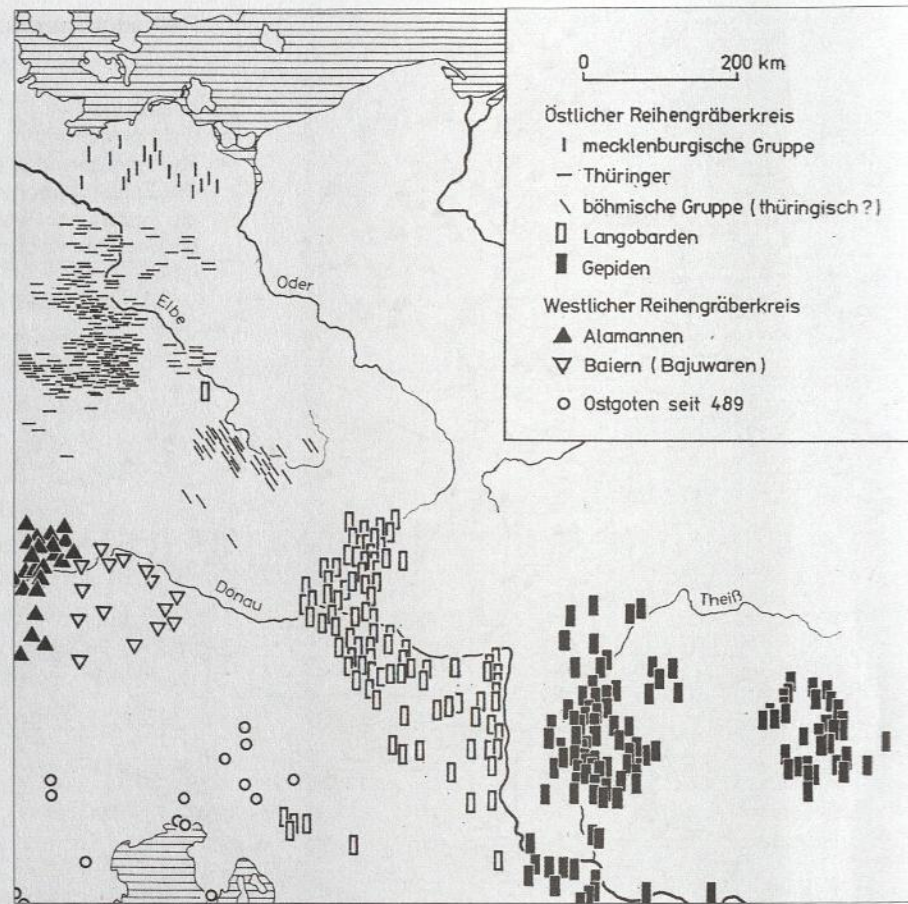 0 200 km
Östlicher Reihengräberkreis
mecklenburgische Gruppe
Thüringer
böhmische Gruppe (thüringisch?)
Langobarden
Gepiden
Westlicher Reihengräberkreis
Alamannen
Baiern (Bajuwaren)
Ostgoten seit 489
Oder
Elbe
Donau
Theiß